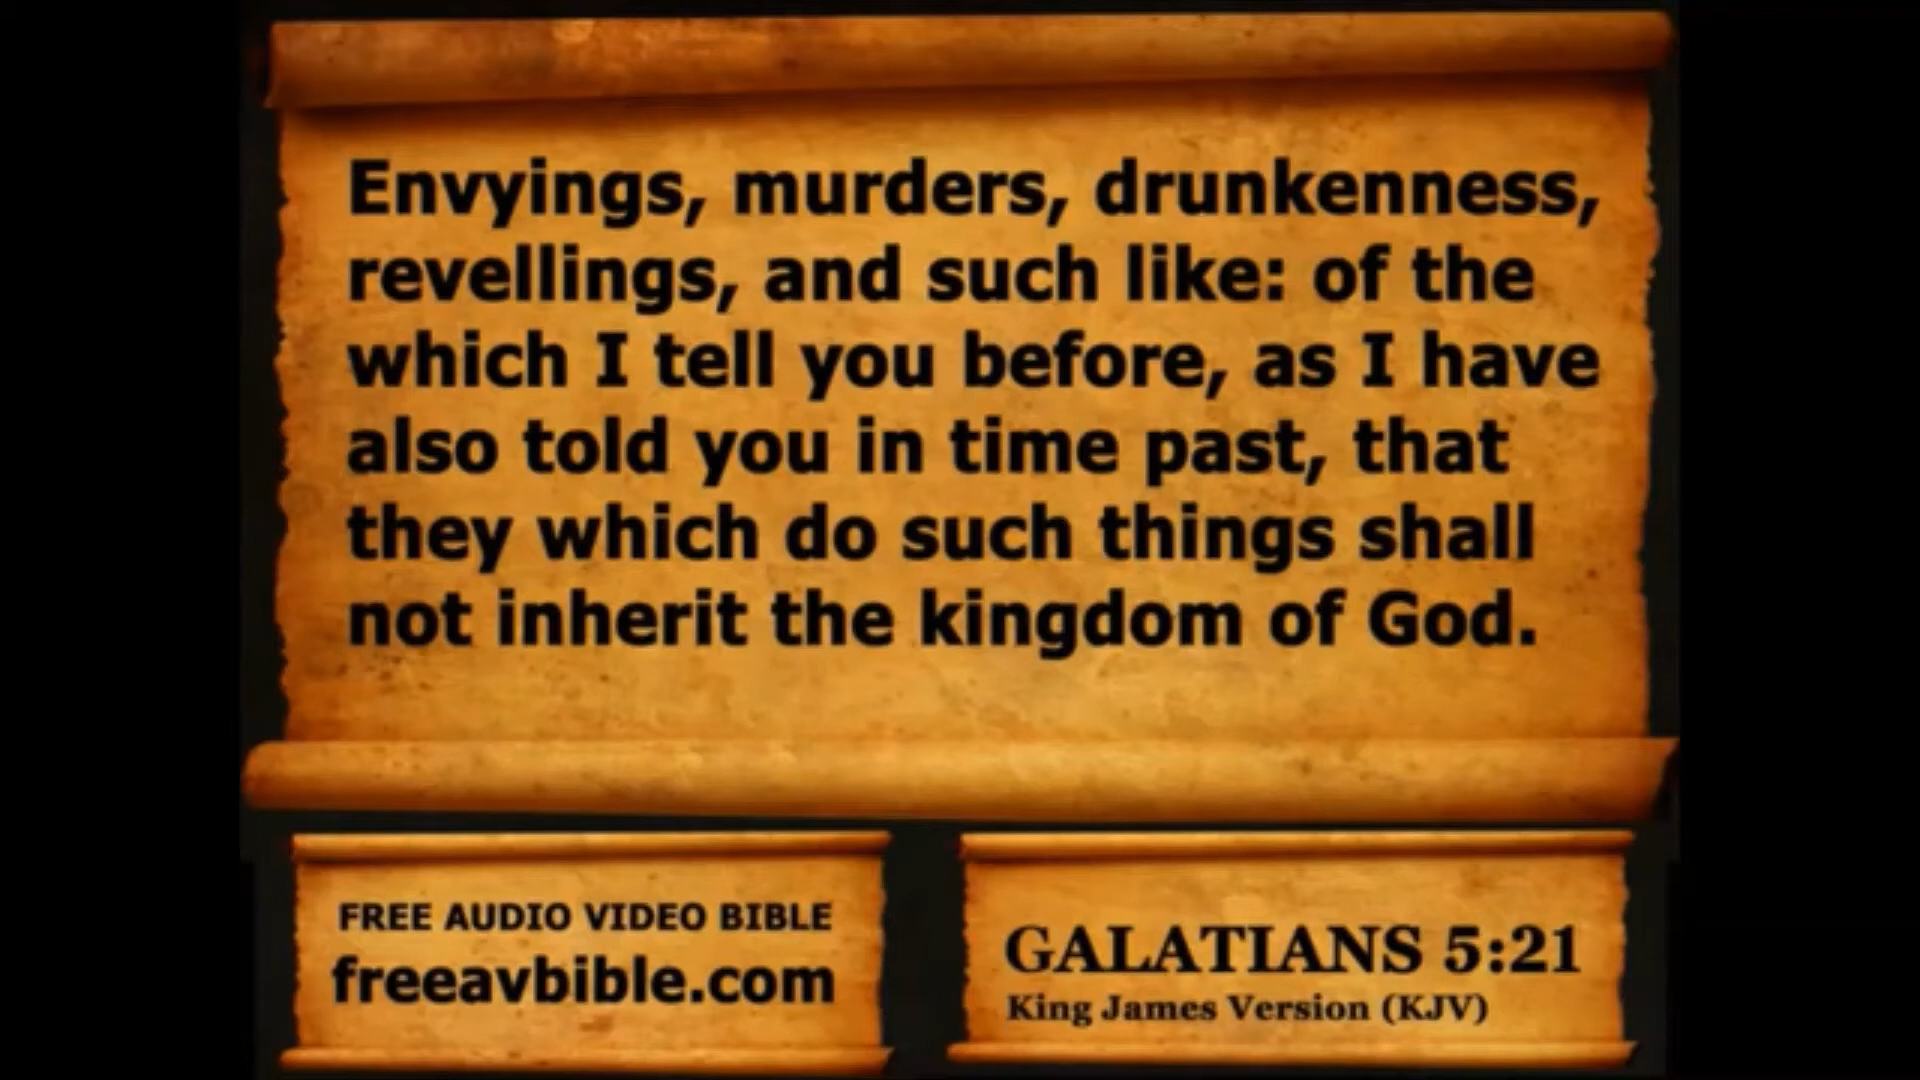 Envyings, murders, drunkenness,
revellings, and such like: of the
which I tell you before, as I have
also told you in time past, that
they which do such things shall
not inherit the kingdom of God.
FREE AUDIO VIDEO BIBLE
freeavbible.com
GALATIANS 5:21
King James Version (KJV)